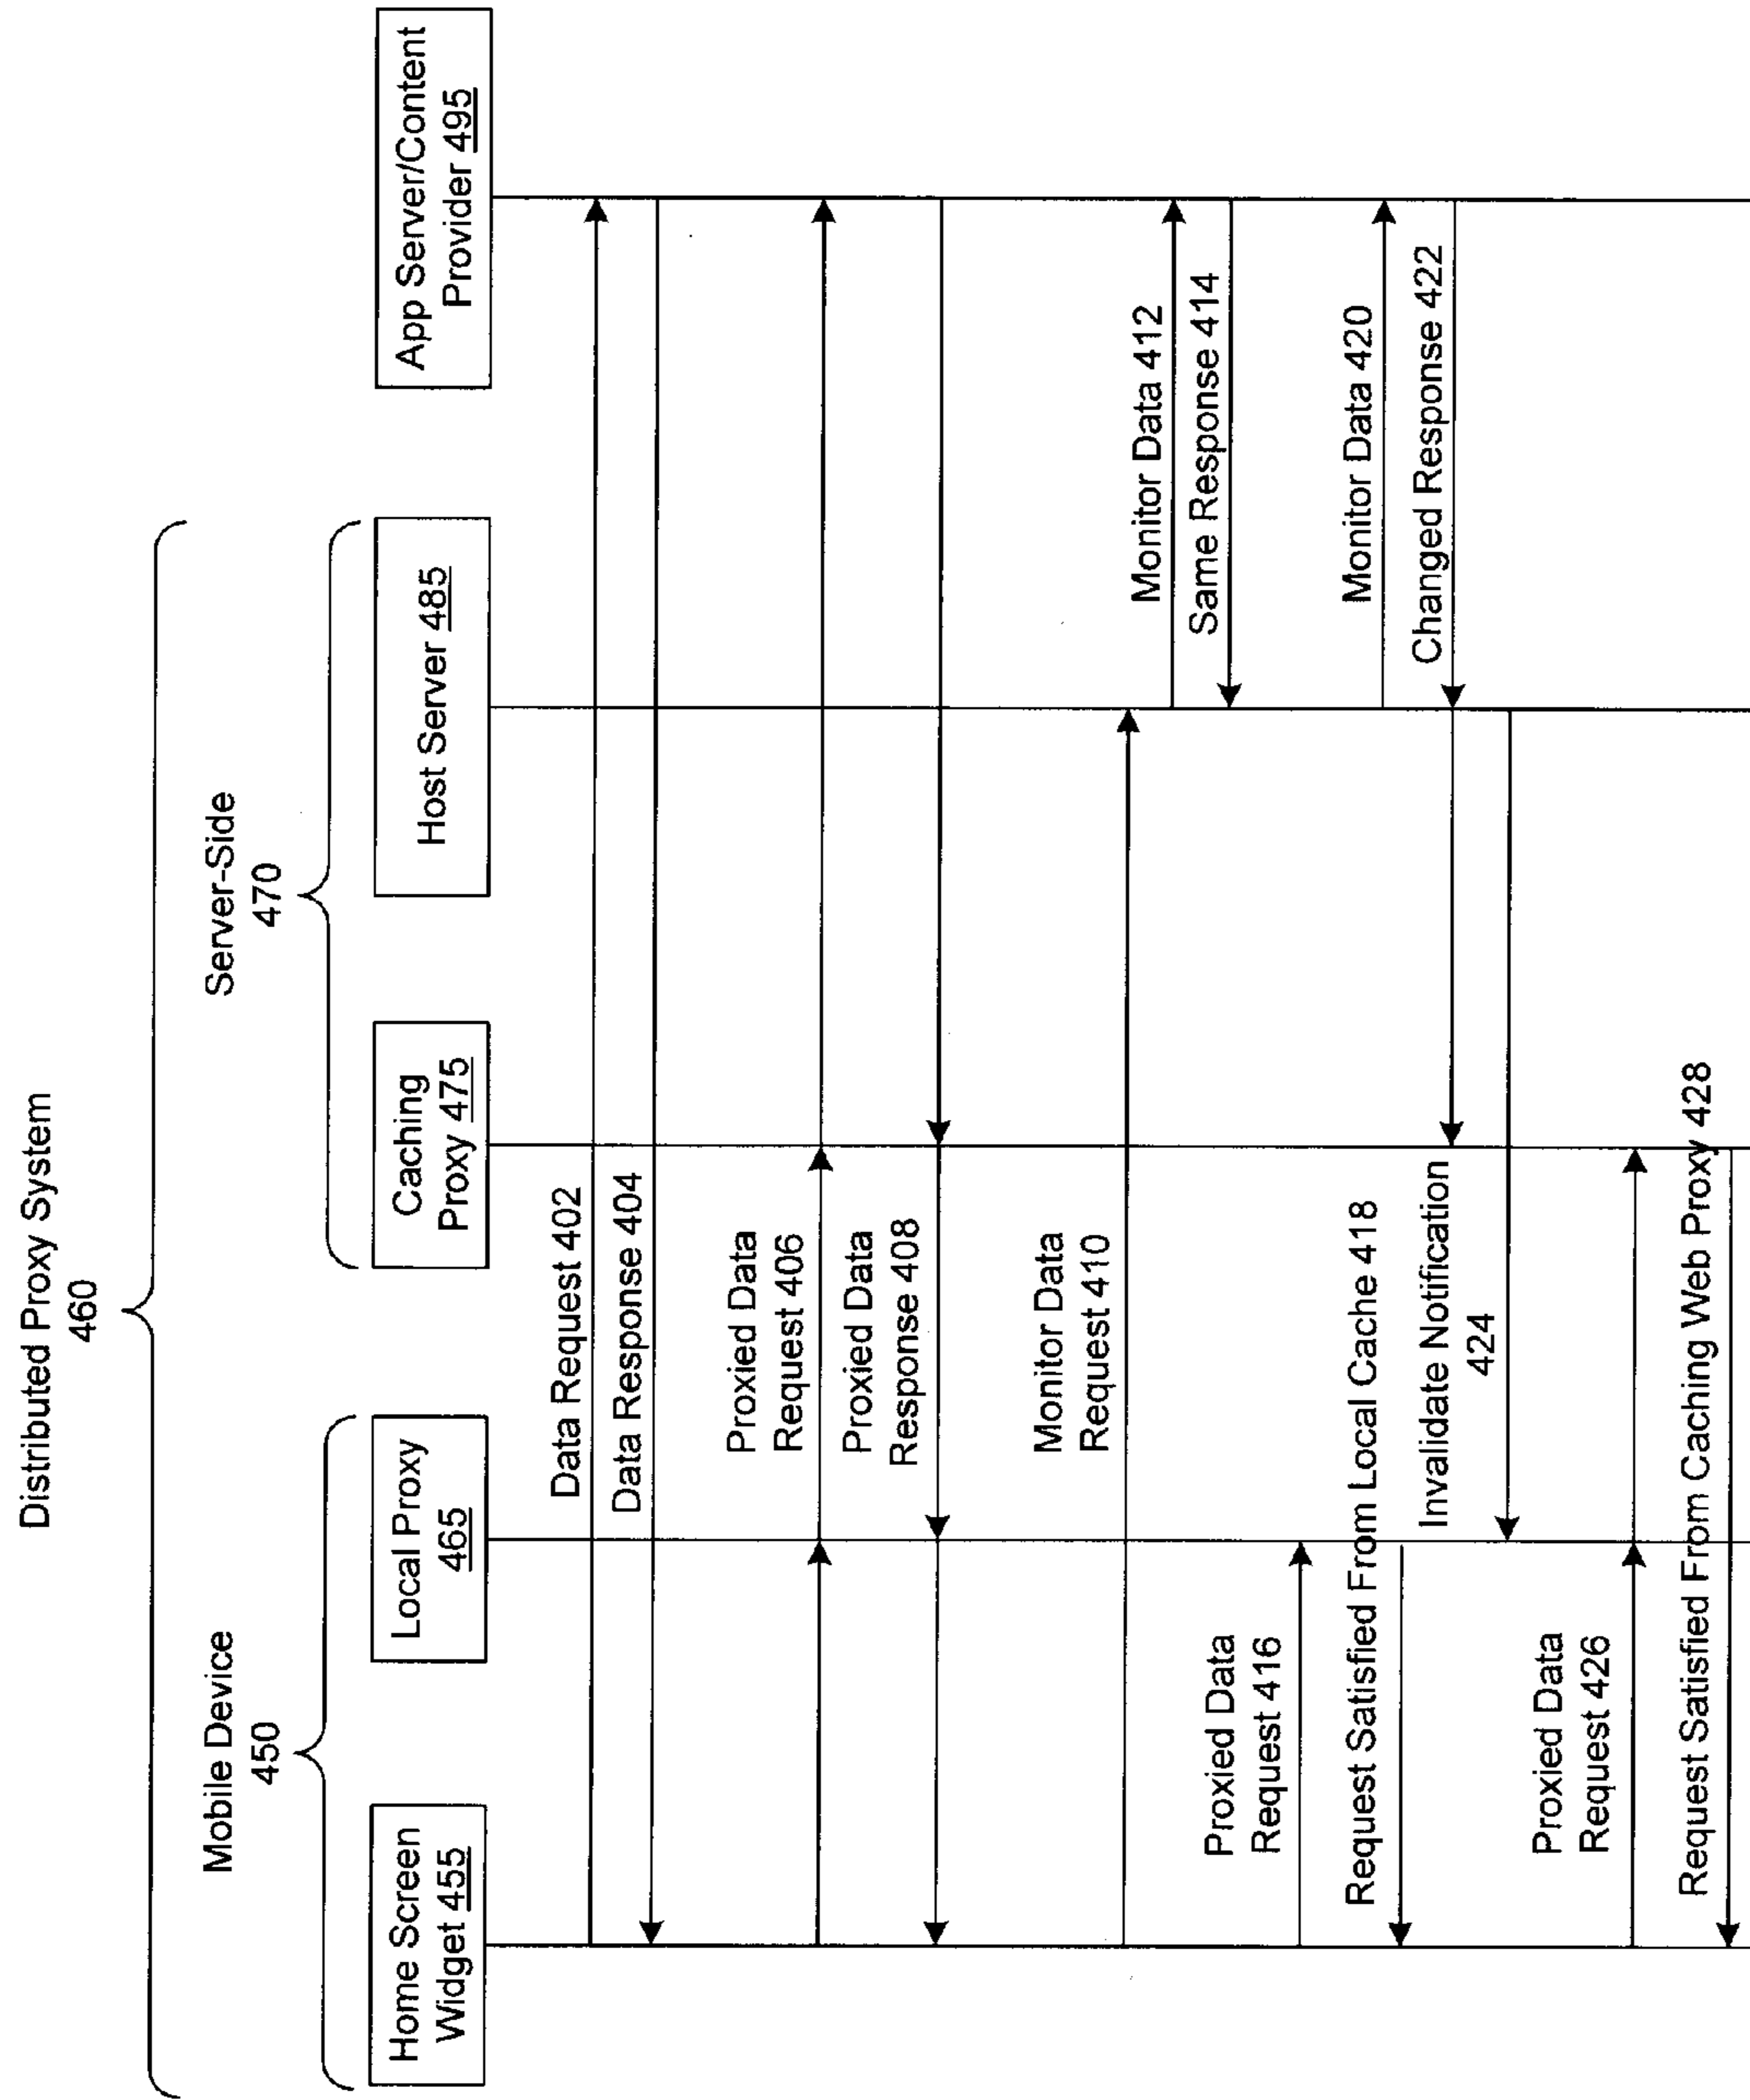 Distributed Proxy System
460
Mobile Device
450
Server-Side
470
Home Screen
Widget 455
Local Proxy
465
Caching
Proxy 475
Host Server 485
App Server/Content
Provider 495
Data Request 402
Data Response 404
Proxied Data
Request 406
Proxied Data
Response 408
Monitor Data
Request 410
Monitor Data 412
Same Response 414
Proxied Data
Request 416
Request Satisfied From Local Cache 418
Monitor Data 420
Changed Response 422
Invalidate Notification
424
Proxied Data
Request 426
Request Satisfied From Caching Web Proxy 428